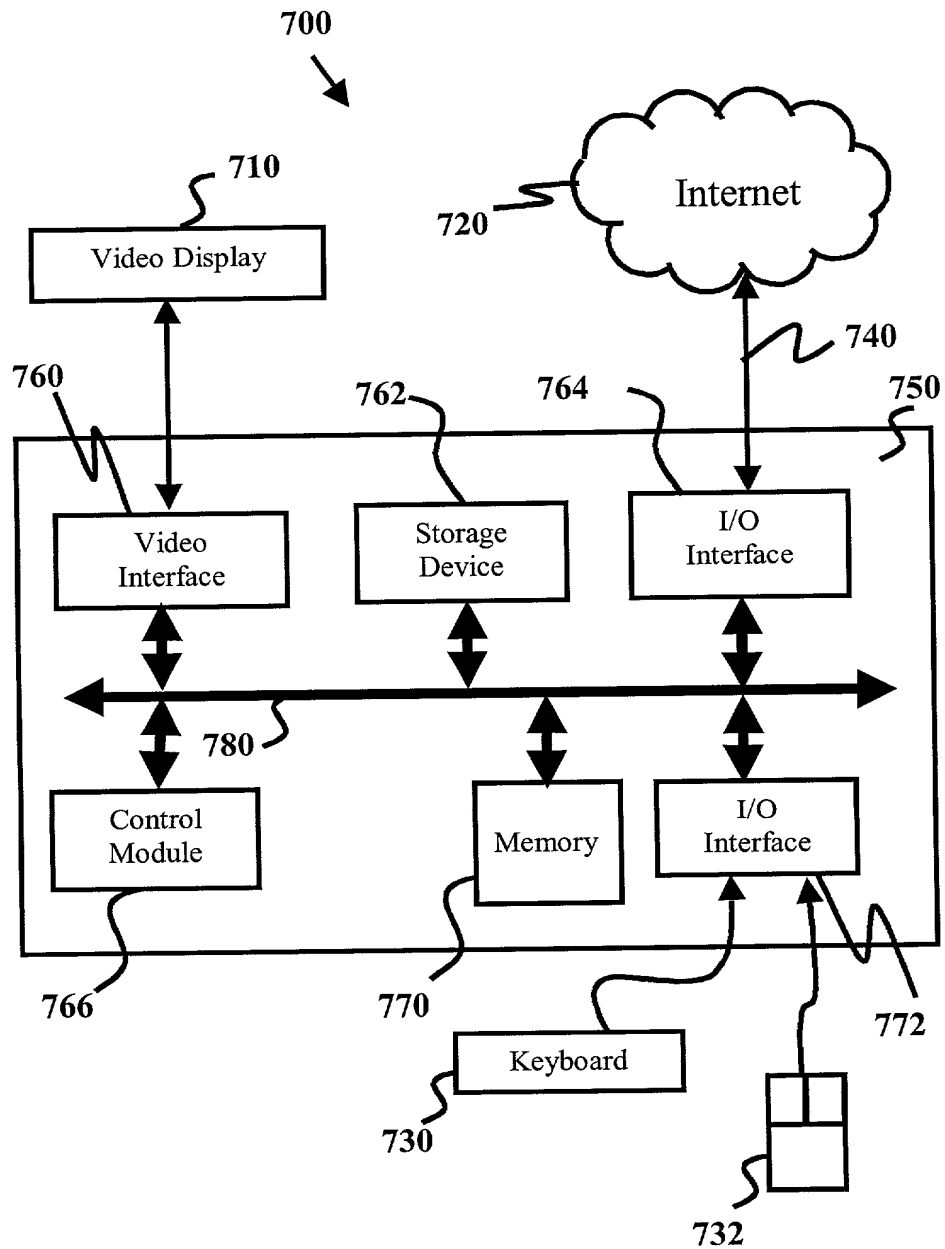 700
710
Video Display
720
Internet
740
760
762
764
750
Video
Interface
Storage
Device
I/O
Interface
780
Control
Module
Memory
I/O
Interface
766
770
772
Keyboard
730
732